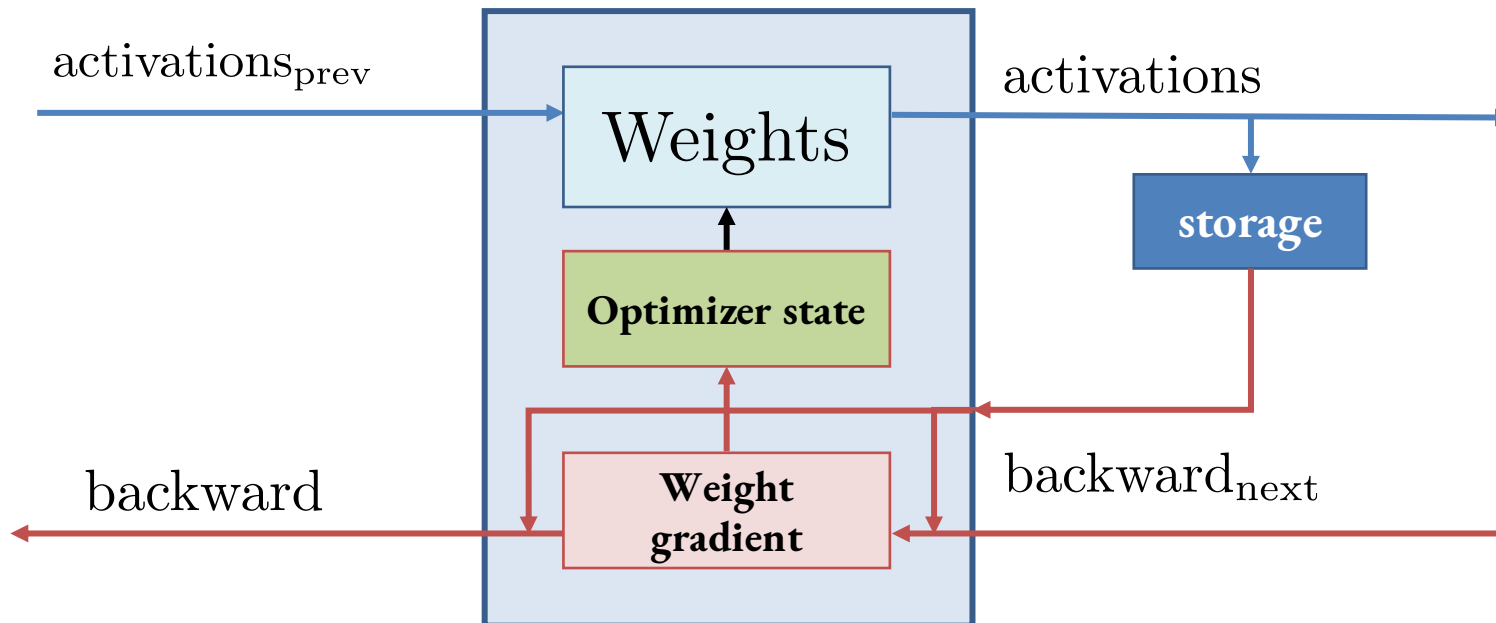 activationsprev
activations
Weights
storage
Optimizer state
backward
Weight
gradient
backwardnext